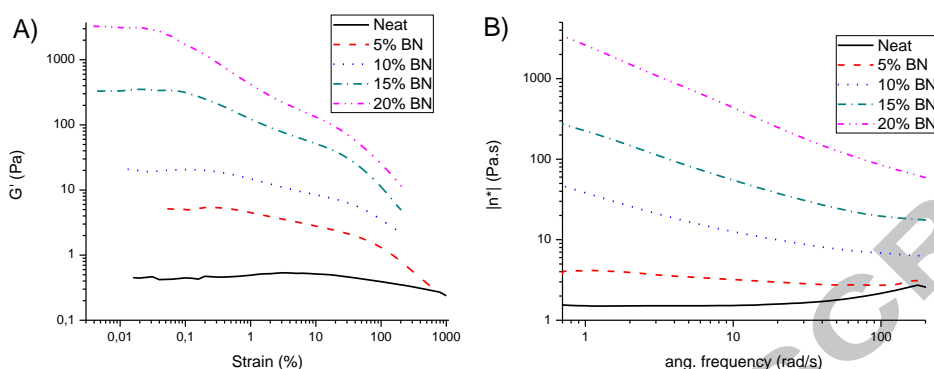 A)
Neat
5% BN
10% BN
15% BN
20% BN
G' (Pa)
1000
100
10
1
0,1
0,01
0,1
1
10
100
1000
Strain (%)
B)
Neat
5% BN
10% BN
15% BN
20% BN
|n*| (Pa.s)
1000
100
10
1
1
10
100
ang. frequency (rad/s)
SCR